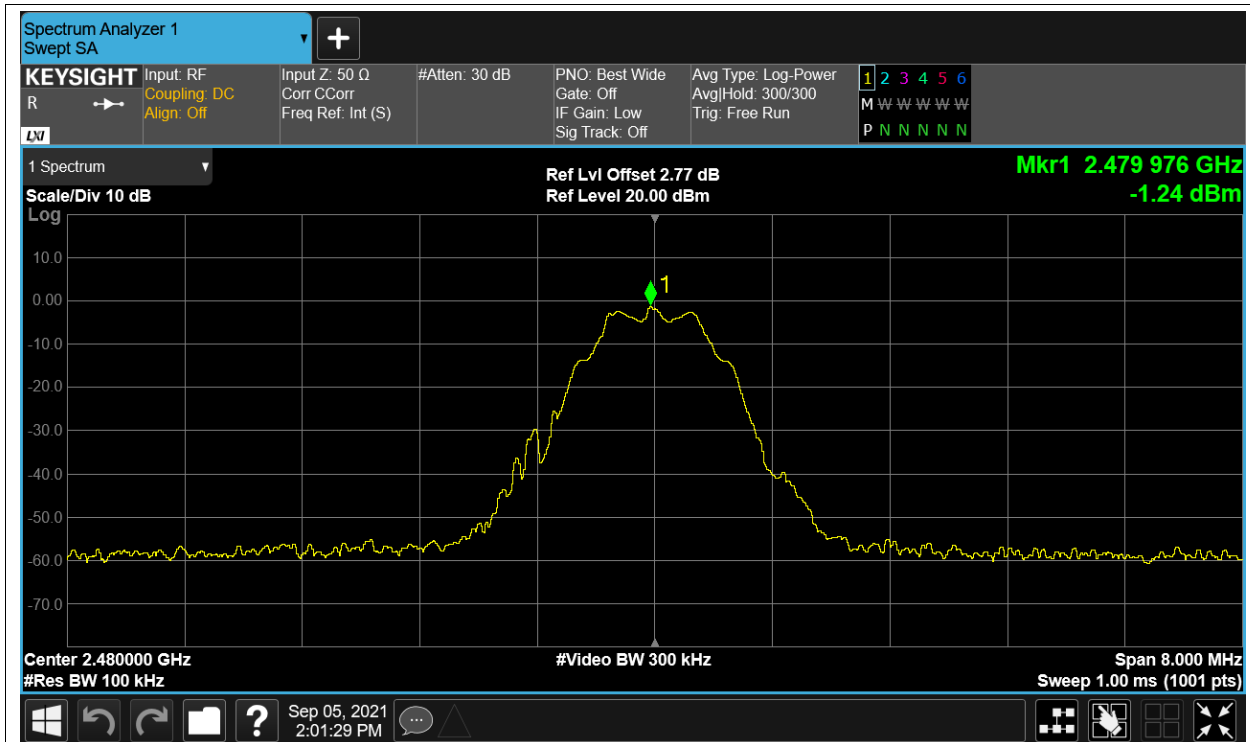 Spectrum Analyzer 1
Swept SA
+
KEYSIGHT
R
LXI
Input: RF
Coupling: DC
Align: Off
Input Z: 50 Ω
Corr CCorr
Freq Ref: Int (S)
#Atten: 30 dB
PNO: Best Wide
Gate: Off
IF Gain: Low
Sig Track: Off
Avg Type: Log-Power
Avg|Hold: 300/300
Trig: Free Run
1 2 3 4 5 6
M W W W W W
P N N N N N
1 Spectrum
Scale/Div 10 dB
Log
Ref Lvl Offset 2.77 dB
Ref Level 20.00 dBm
Mkr1 2.479 976 GHz
-1.24 dBm
1
10.0
0.00
-10.0
-20.0
-30.0
-40.0
-50.0
-60.0
-70.0
Center 2.480000 GHz
#Res BW 100 kHz
#Video BW 300 kHz
Span 8.000 MHz
Sweep 1.00 ms (1001 pts)
?
Sep 05, 2021
2:01:29 PM